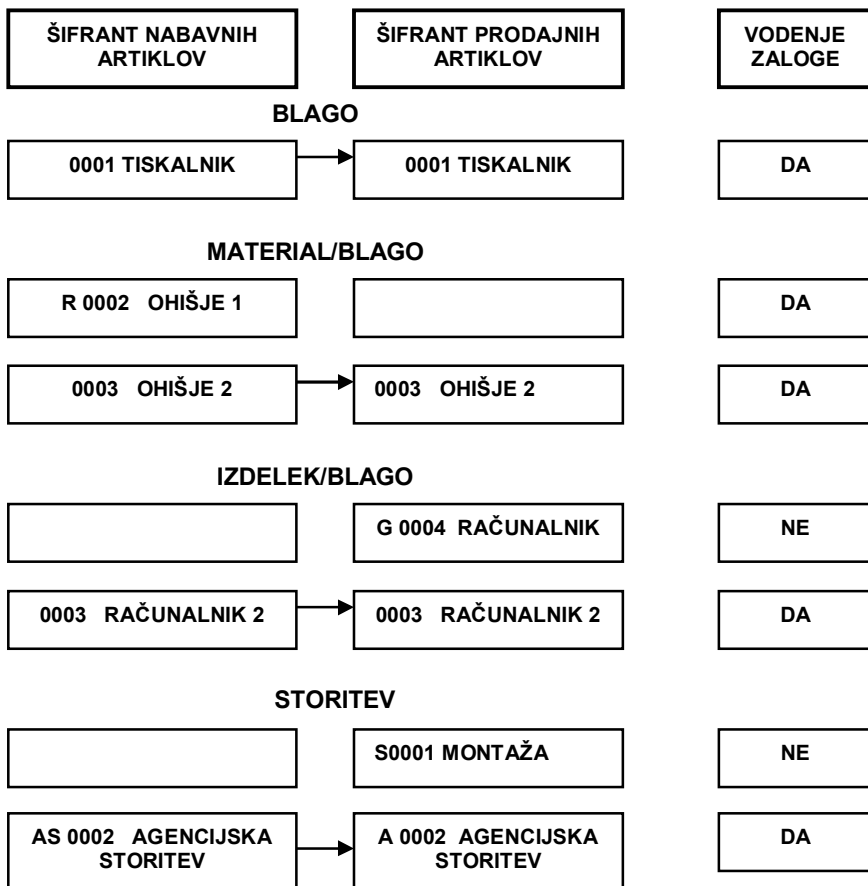 ŠIFRANT NABAVNIH
ARTIKLOV
ŠIFRANT PRODAJNIH
ARTIKLOV
VODENJE
ZALOGE
BLAGO
0001 TISKALNIK
0001 TISKALNIK
DA
MATERIAL/BLAGO
R 0002 OHIŠJE 1
DA
0003 OHIŠJE 2
0003 OHIŠJE 2
DA
IZDELEK/BLAGO
G 0004 RAČUNALNIK
NE
0003 RAČUNALNIK 2
0003 RAČUNALNIK 2
DA
STORITEV
S0001 MONTAŽA
NE
AS 0002 AGENCIJSKA
STORITEV
A 0002 AGENCIJSKA
STORITEV
DA